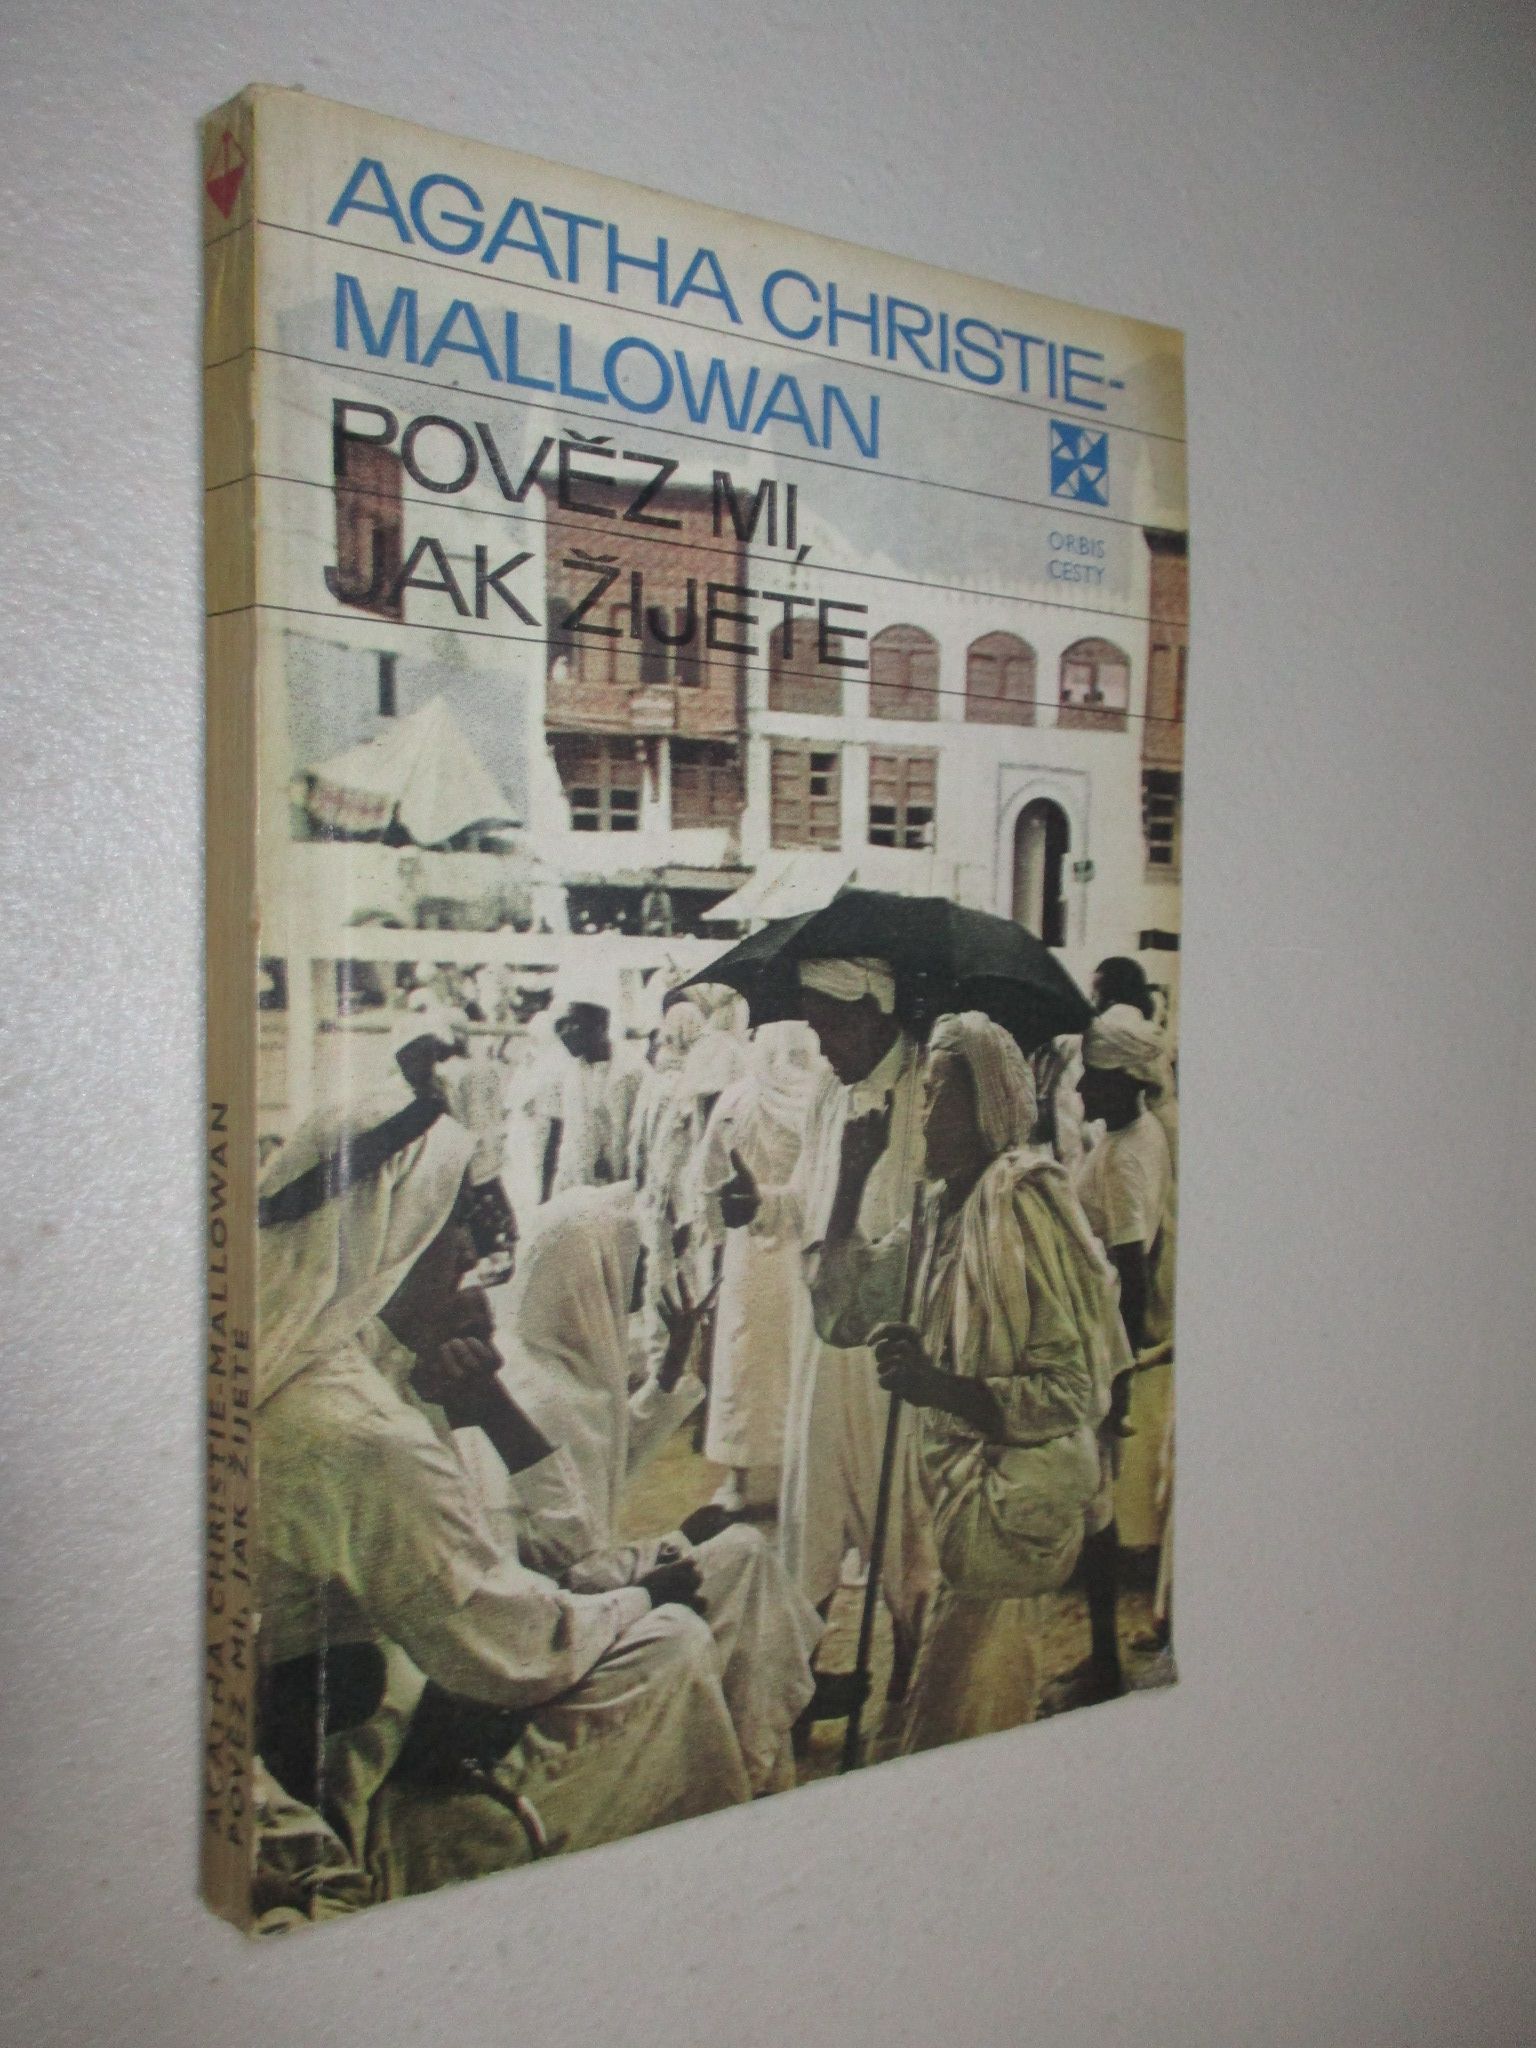 AGATHA CHRISTIE-
MALLOWAN
POVĚZ MI,
JAK ŽIJETE
ORBIS
CESTY
AGATHA CHRISTIE-MALLOWAN
POVĚZ MI, JAK ŽIJETE